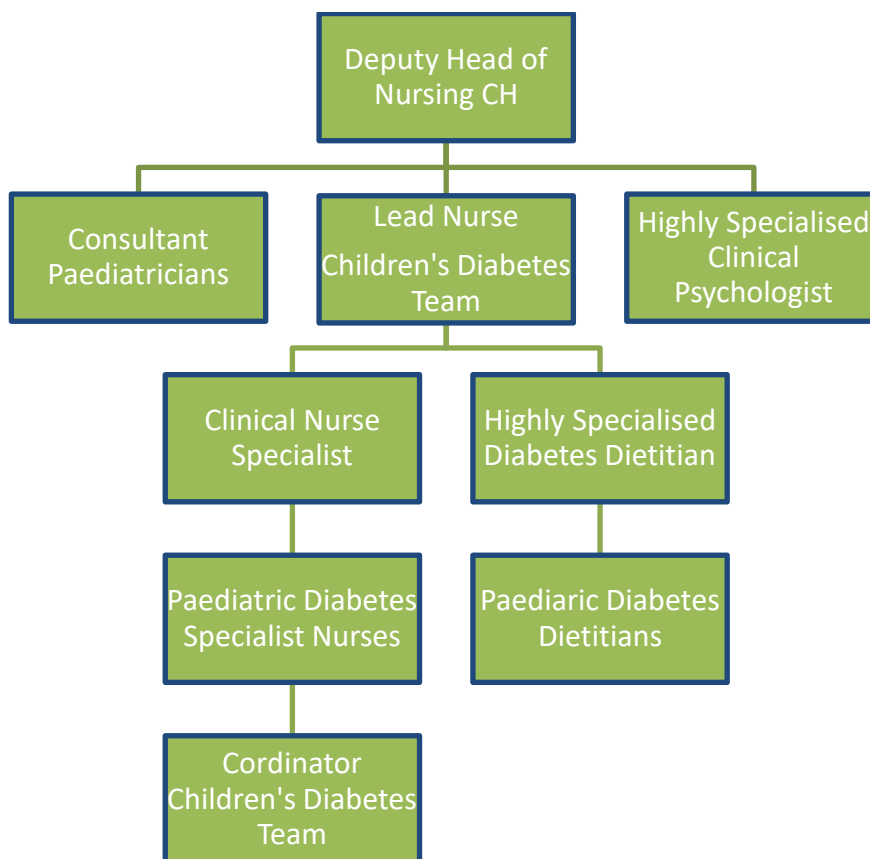 Deputy Head of
Nursing CH
Consultant
Paediatricians
Lead Nurse
Children's Diabetes
Team
Highly Specialised
Clinical
Psychologist
Clinical Nurse
Specialist
Highly Specialised
Diabetes Dietitian
Paediatric Diabetes
Specialist Nurses
Paediaric Diabetes
Dietitians
Cordinator
Children's Diabetes
Team